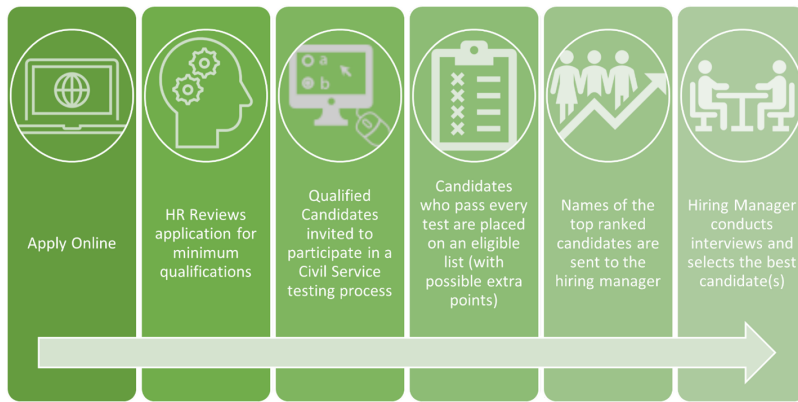 a
b
Apply Online
HR Reviews
application for
minimum
qualifications
Qualified
Candidates
invited to
participate in a
Civil Service
testing process
Candidates
who pass every
test are placed
on an eligible
list (with
possible extra
points)
Names of the
top ranked
candidates are
sent to the
hiring manager
Hiring Manager
conducts
interviews and
selects the best
candidate(s)